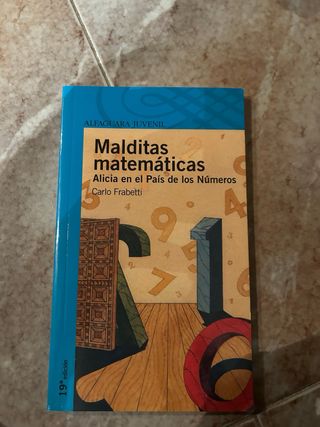 ALFAGUARA JUVENIL
Malditas
matemáticas
Alicia en el País de los Números
Carlo Frabetti
19ª edición